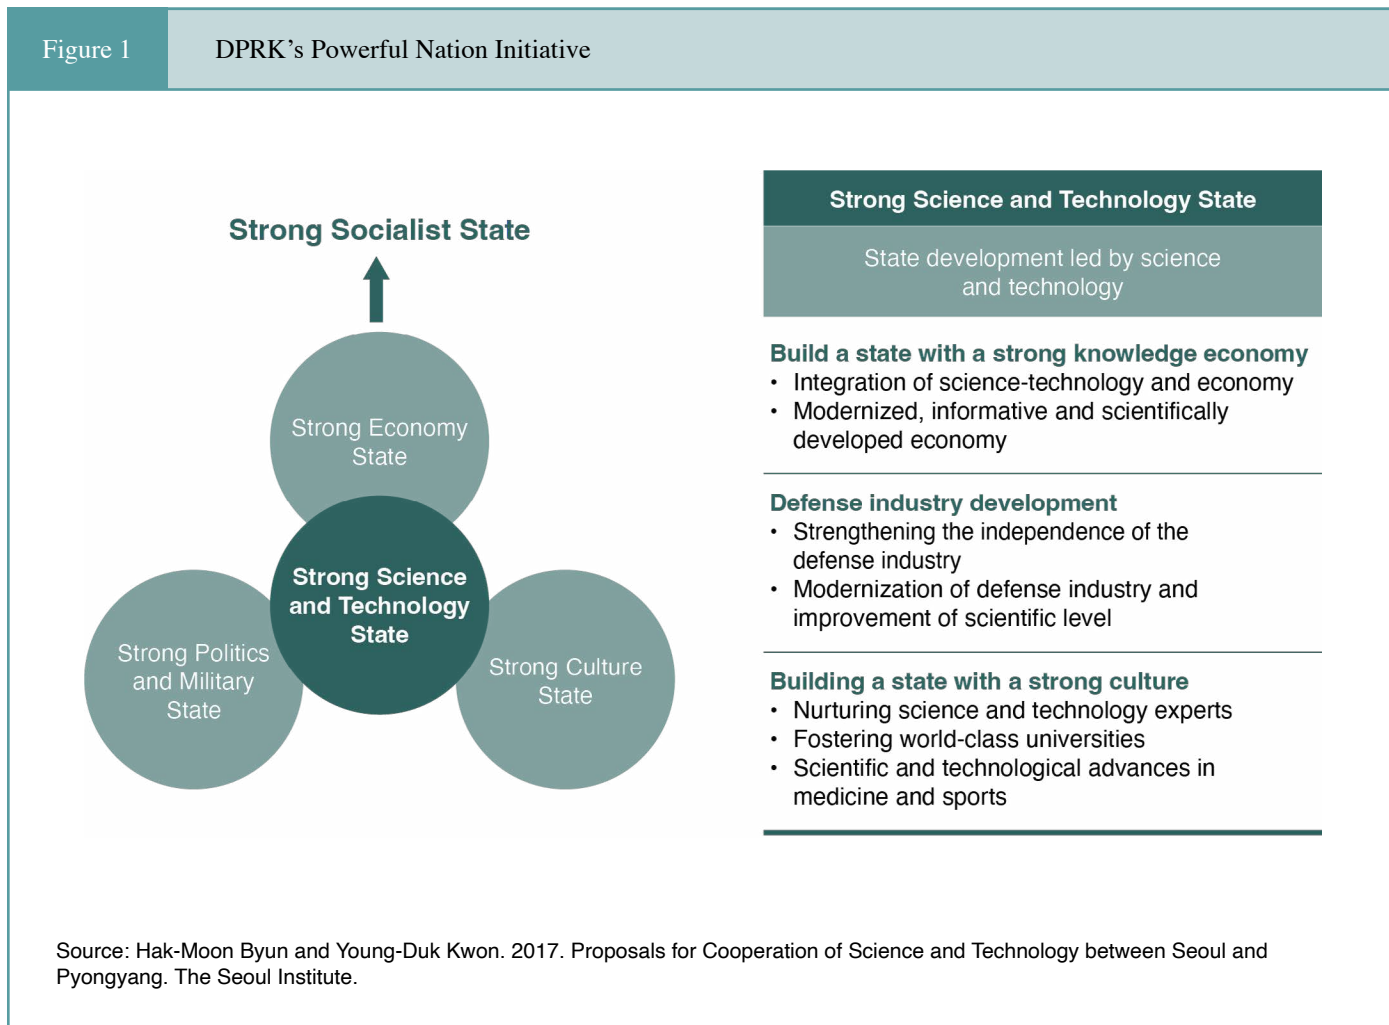 Figure 1
DPRK's Powerful Nation Initiative
Strong Socialist State
Strong Economy
State
Strong Science
and Technology
State
Strong Politics
and Military
State
Strong Culture
State
Strong Science and Technology State
State development led by science
and technology
Build a state with a strong knowledge economy
• Integration of science-technology and economy
• Modernized, informative and scientifically
developed economy
Defense industry development
• Strengthening the independence of the
defense industry
• Modernization of defense industry and
improvement of scientific level
Building a state with a strong culture
• Nurturing science and technology experts
• Fostering world-class universities
• Scientific and technological advances in
medicine and sports
Source: Hak-Moon Byun and Young-Duk Kwon. 2017. Proposals for Cooperation of Science and Technology between Seoul and
Pyongyang. The Seoul Institute.